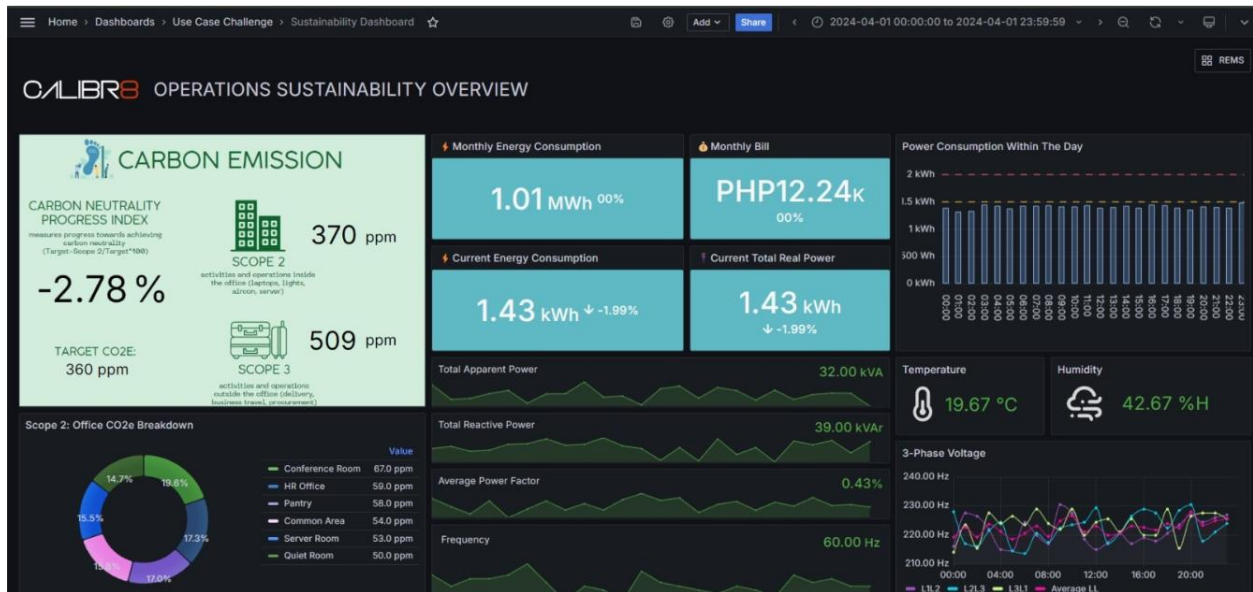 Home › Dashboards › Use Case Challenge › Sustainability Dashboard
Add
Share
2024-04-01 00:00:00 to 2024-04-01 23:59:59
REMS
CALIBR8 OPERATIONS SUSTAINABILITY OVERVIEW
CARBON EMISSION
CARBON NEUTRALITY
PROGRESS INDEX
measures progress towards achieving
carbon neutrality
(Target-Scope 2/Target*100)
-2.78 %
TARGET CO2E:
360 ppm
370 ppm
SCOPE 2
activities and operations inside
the office (laptops, lights,
aircon, server)
509 ppm
SCOPE 3
activities and operations
outside the office (delivery,
business travel, procurement)
Monthly Energy Consumption
1.01 MWh 00%
Monthly Bill
PHP12.24K
00%
Current Energy Consumption
1.43 kWh -1.99%
Current Total Real Power
1.43 kWh
-1.99%
Power Consumption Within The Day
2 kWh
1.5 kWh
1 kWh
500 Wh
0 kWh
00:00
01:00
02:00
03:00
04:00
05:00
06:00
07:00
08:00
09:00
10:00
11:00
12:00
13:00
14:00
15:00
16:00
17:00
18:00
19:00
20:00
21:00
22:00
23:00
Total Apparent Power
32.00 kVA
Total Reactive Power
39.00 kVAr
Average Power Factor
0.43%
Frequency
60.00 Hz
Temperature
19.67 °C
Humidity
42.67 %H
Scope 2: Office CO2e Breakdown
14.7%
19.6%
15.5%
17.3%
15.8%
17.0%
Value
Conference Room 67.0 ppm
HR Office 59.0 ppm
Pantry 58.0 ppm
Common Area 54.0 ppm
Server Room 53.0 ppm
Quiet Room 50.0 ppm
3-Phase Voltage
240.00 Hz
230.00 Hz
220.00 Hz
210.00 Hz
00:00
04:00
08:00
12:00
16:00
20:00
L1L2 L2L3 L3L1 Average LL